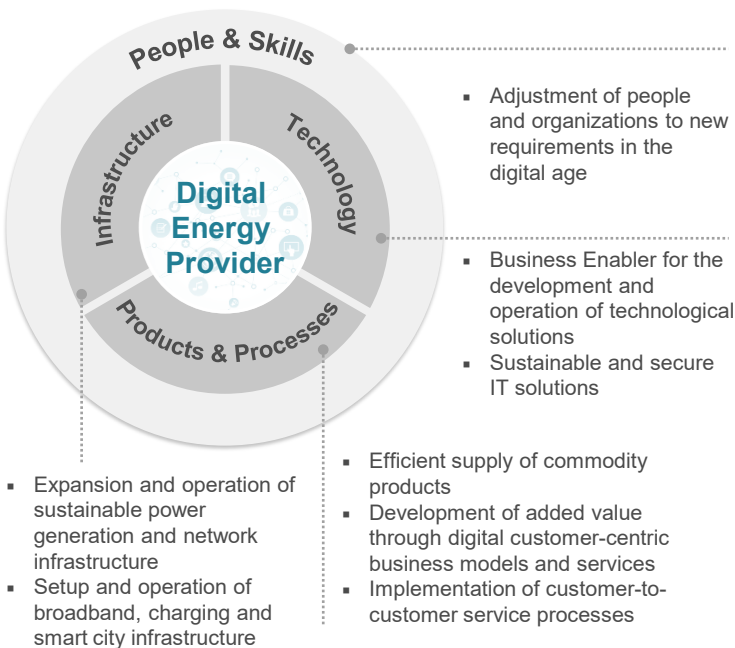 People & Skills
Infrastructure
Technology
Digital
Energy
Provider
Products & Processes
▪ Adjustment of people
and organizations to new
requirements in the
digital age
▪ Business Enabler for the
development and
operation of technological
solutions
▪ Sustainable and secure
IT solutions
▪ Expansion and operation of
sustainable power
generation and network
infrastructure
▪ Setup and operation of
broadband, charging and
smart city infrastructure
▪ Efficient supply of commodity
products
▪ Development of added value
through digital customer-centric
business models and services
▪ Implementation of customer-to-
customer service processes